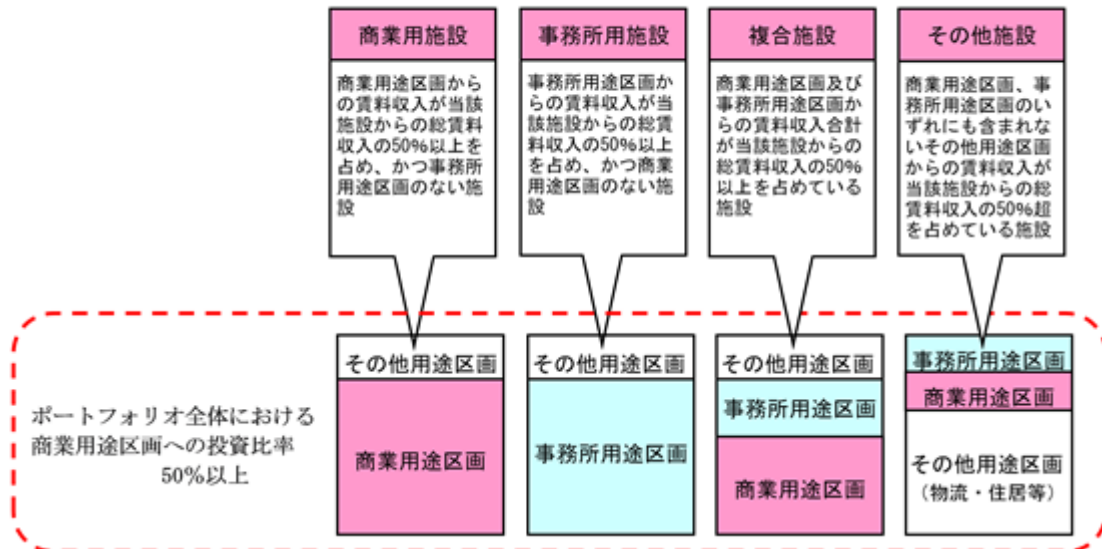 商業用施設
商業用途区画から
の賃料収入が当該
施設からの総賃料
収入の50%以上を
占め、かつ事務所
用途区画のない施
設
事務所用施設
事務所用途区画か
らの賃料収入が当
該施設からの総賃
料収入の50%以上
を占め、かつ商業
用途区画のない施
設
複合施設
商業用途区画及び
事務所用途区画か
らの賃料収入合計
が当該施設からの
総賃料収入の50%
以上を占めている
施設
その他施設
商業用途区画、事
務所用途区画のい
ずれにも含まれな
いその他用途区画
からの賃料収入が
当該施設からの総
賃料収入の50%超
を占めている施設
ポートフォリオ全体における
商業用途区画への投資比率
50%以上
その他用途区画
商業用途区画
その他用途区画
事務所用途区画
その他用途区画
事務所用途区画
商業用途区画
事務所用途区画
商業用途区画
その他用途区画
(物流・住居等)